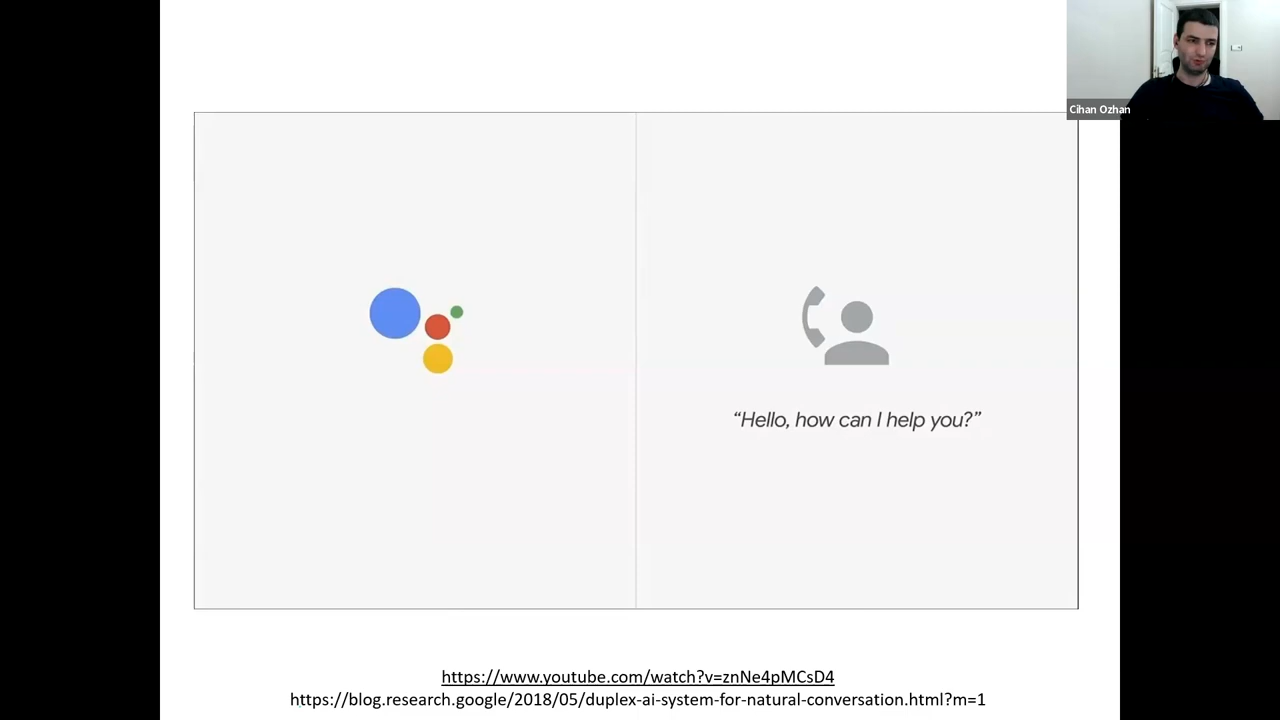 Cihan Ozhan
“Hello, how can I help you?”
https://www.youtube.com/watch?v=znNe4pMCsD4
https://blog.research.google/2018/05/duplex-ai-system-for-natural-conversation.html?m=1